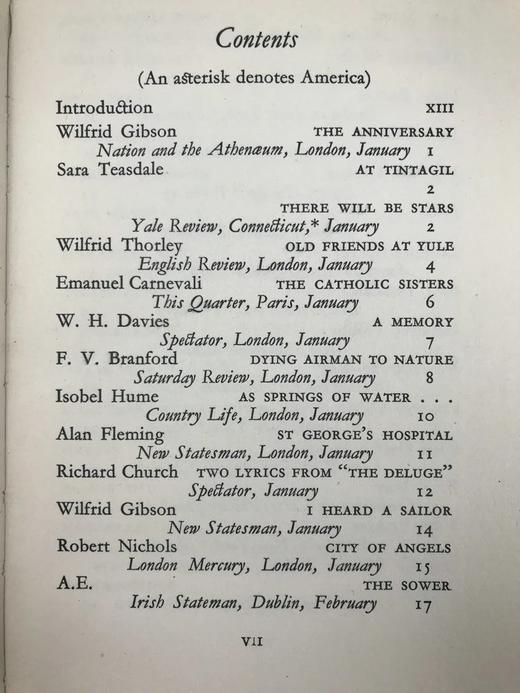 Contents
(An asterisk denotes America)
Introduction XIII
Wilfrid Gibson THE ANNIVERSARY
Nation and the Athenæum, London, January 1
Sara Teasdale AT TINTAGIL
2
THERE WILL BE STARS
Yale Review, Connecticut,* January 2
Wilfrid Thorley OLD FRIENDS AT YULE
English Review, London, January 4
Emanuel Carnevali THE CATHOLIC SISTERS
This Quarter, Paris, January 6
W. H. Davies A MEMORY
Spectator, London, January 7
F. V. Branford DYING AIRMAN TO NATURE
Saturday Review, London, January 8
Isobel Hume AS SPRINGS OF WATER . . .
Country Life, London, January 10
Alan Fleming ST GEORGE'S HOSPITAL
New Statesman, London, January 11
Richard Church TWO LYRICS FROM "THE DELUGE"
Spectator, January 12
Wilfrid Gibson I HEARD A SAILOR
New Statesman, January 14
Robert Nichols CITY OF ANGELS
London Mercury, London, January 15
A.E. THE SOWER
Irish Stateman, Dublin, February 17
VII